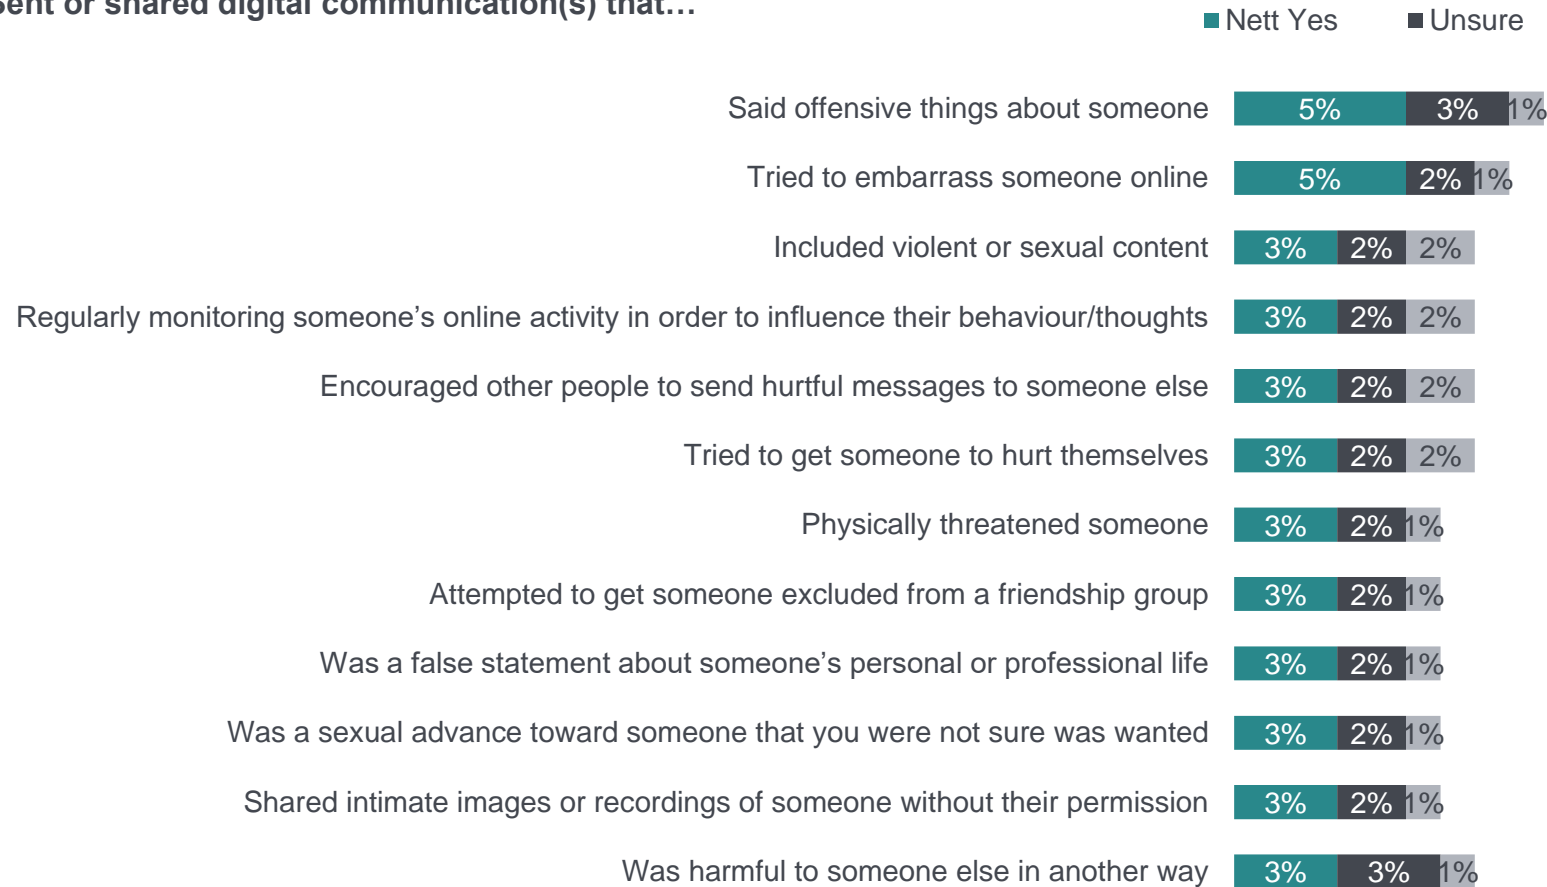 Sent or shared digital communication(s) that…
Nett Yes Unsure
Said offensive things about someone 5% 3% 1%
Tried to embarrass someone online 5% 2% 1%
Included violent or sexual content 3% 2% 2%
Regularly monitoring someone’s online activity in order to influence their behaviour/thoughts 3% 2% 2%
Encouraged other people to send hurtful messages to someone else 3% 2% 2%
Tried to get someone to hurt themselves 3% 2% 2%
Physically threatened someone 3% 2% 1%
Attempted to get someone excluded from a friendship group 3% 2% 1%
Was a false statement about someone’s personal or professional life 3% 2% 1%
Was a sexual advance toward someone that you were not sure was wanted 3% 2% 1%
Shared intimate images or recordings of someone without their permission 3% 2% 1%
Was harmful to someone else in another way 3% 3% 1%